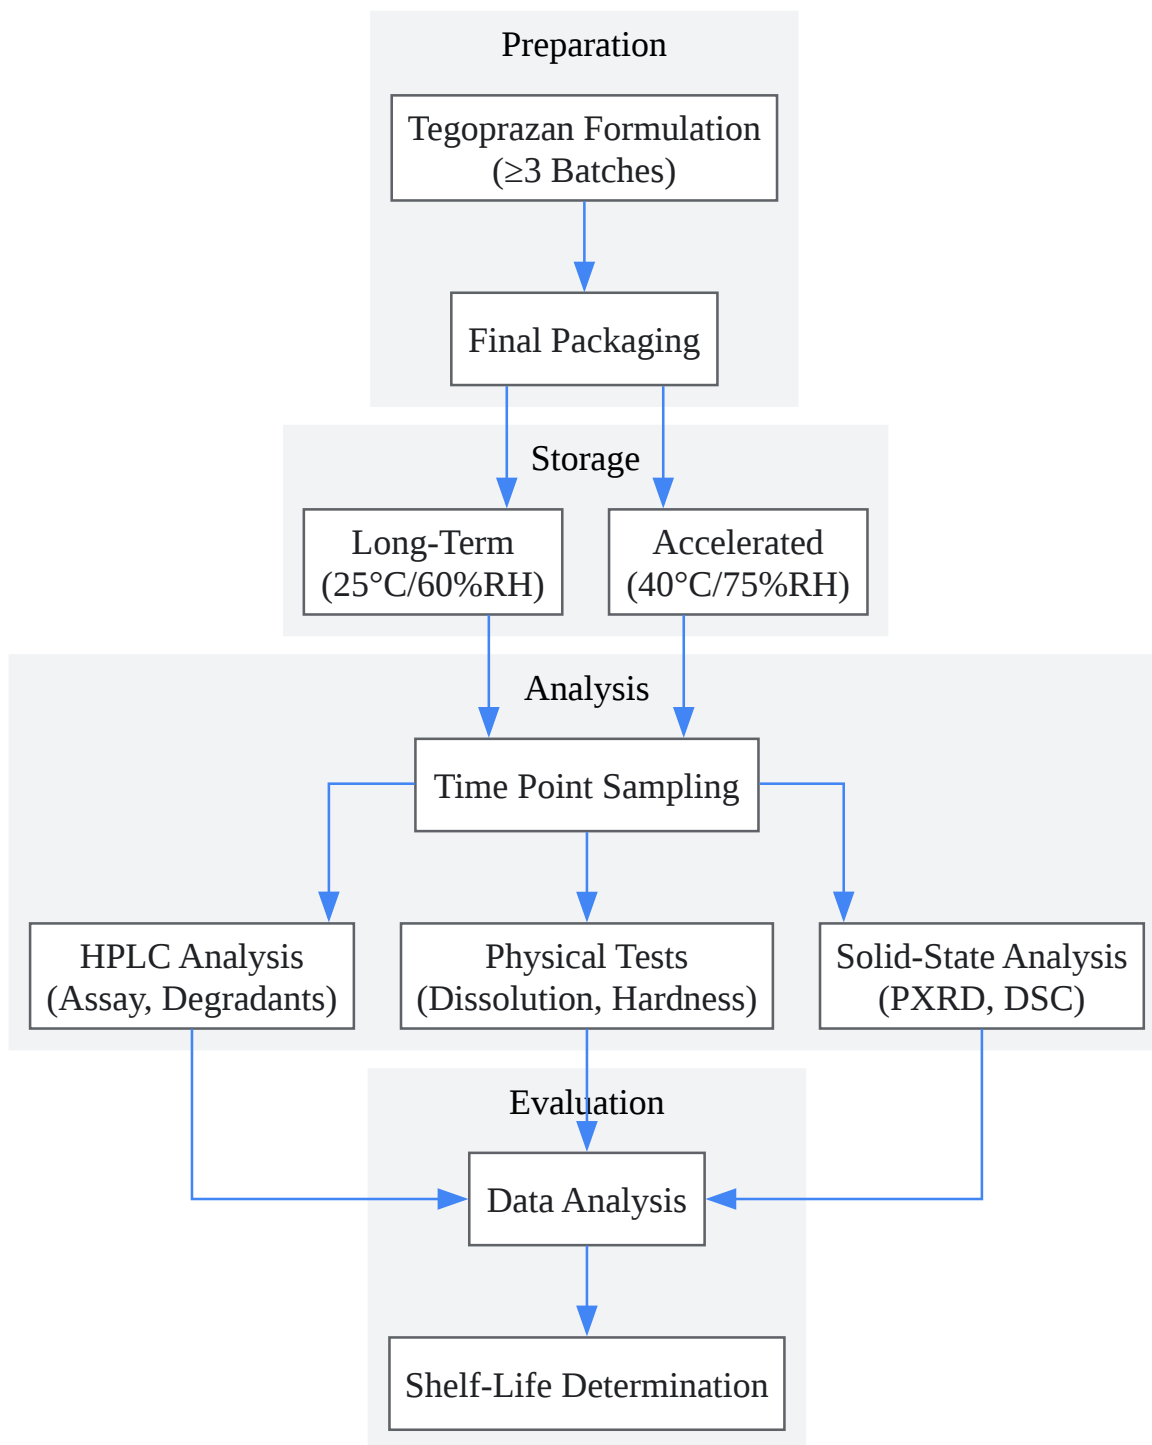 Preparation
Tegoprazan Formulation
(≥3 Batches)
Final Packaging
Storage
Long-Term
(25°C/60%RH)
Accelerated
(40°C/75%RH)
Analysis
Time Point Sampling
HPLC Analysis
(Assay, Degradants)
Physical Tests
(Dissolution, Hardness)
Solid-State Analysis
(PXRD, DSC)
Evaluation
Data Analysis
Shelf-Life Determination